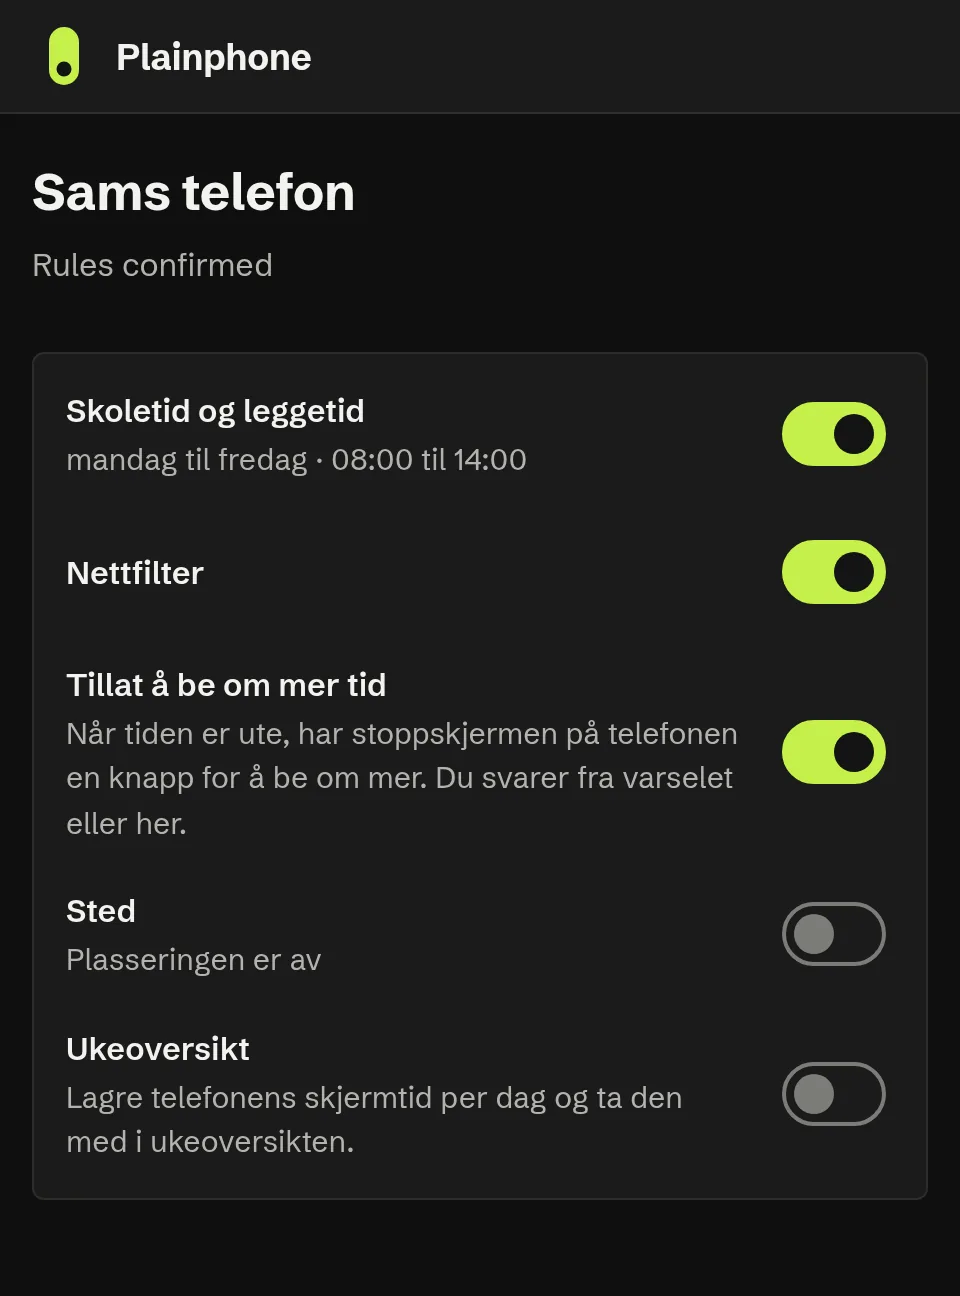 Plainphone
Sams telefon
Rules confirmed
Skoletid og leggetid
mandag til fredag · 08:00 til 14:00
Nettfilter
Tillat å be om mer tid
Når tiden er ute, har stoppskjermen på telefonen
en knapp for å be om mer. Du svarer fra varselet
eller her.
Sted
Plasseringen er av
Ukeoversikt
Lagre telefonens skjermtid per dag og ta den
med i ukeoversikten.